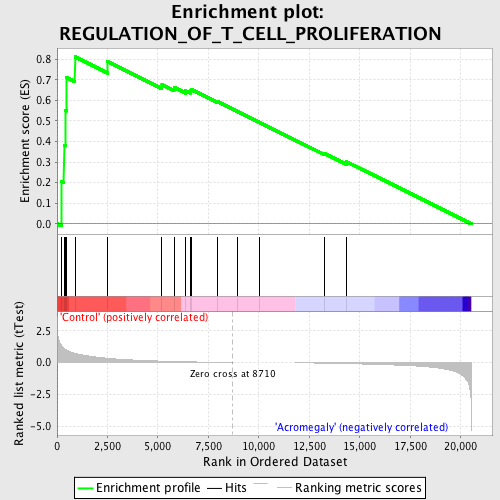 Enrichment plot:
REGULATION_OF_T_CELL_PROLIFERATION
Enrichment score (ES)
0.8
0.7
0.6
0.5
0.4
0.3
0.2
0.1
0.0
'Control' (positively correlated)
Ranked list metric (tTest)
2.5
0.0
-2.5
-5.0
Zero cross at 8710
'Acromegaly' (negatively correlated)
0 2,500 5,000 7,500 10,000 12,500 15,000 17,500 20,000
Rank in Ordered Dataset
Enrichment profile Hits Ranking metric scores